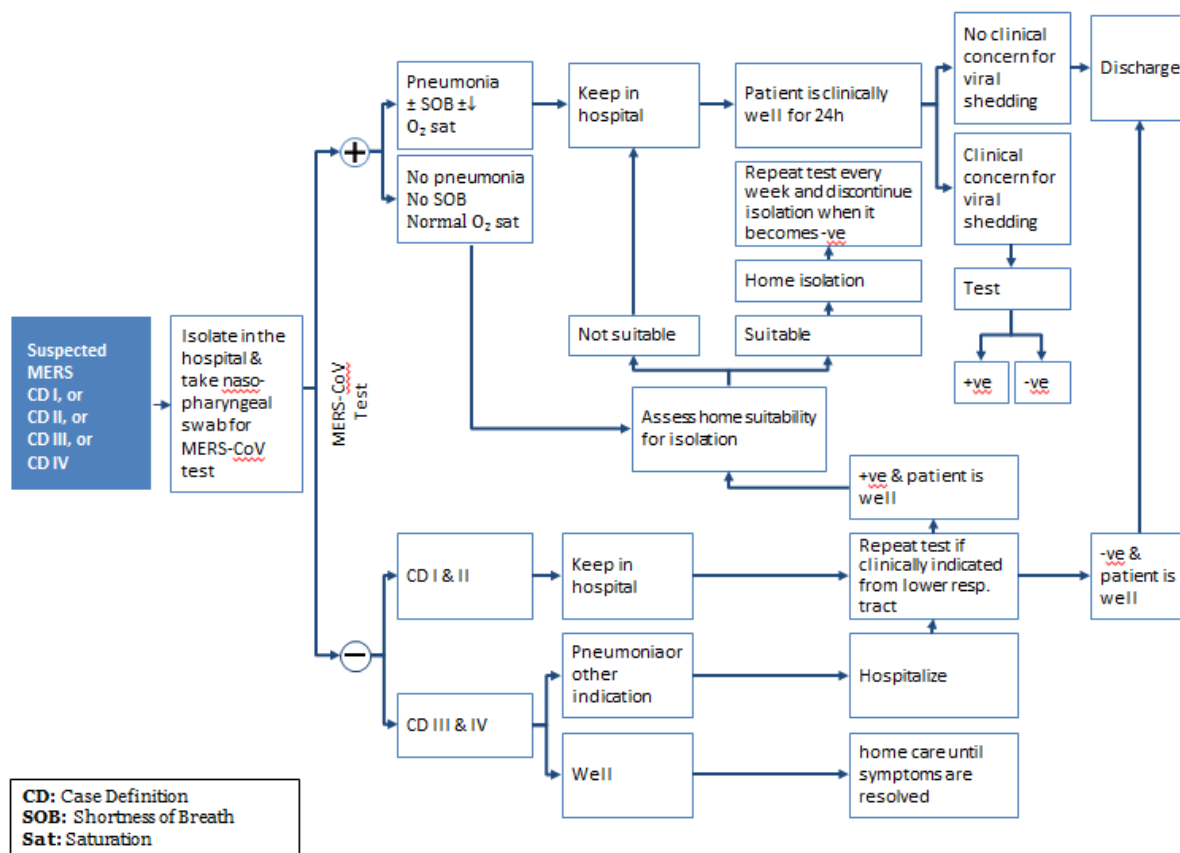 Suspected
MERS
CD I, or
CD II, or
CD III, or
CD IV
Isolate in the
hospital &
take naso-
pharyngeal
swab for
MERS-CoV
test
MERS-CoV
Test
+
Pneumonia
± SOB ±↓
O₂ sat
Keep in
hospital
Patient is clinically
well for 24h
No clinical
concern for
viral
shedding
Discharge
Clinical
concern for
viral
shedding
Test
+ve
-ve
No pneumonia
No SOB
Normal O₂ sat
Repeat test every
week and discontinue
isolation when it
becomes -ve
Home isolation
Not suitable
Suitable
Assess home suitability
for isolation
+ve & patient is
well
−
CD I & II
Keep in
hospital
Repeat test if
clinically indicated
from lower resp.
tract
-ve &
patient is
well
CD III & IV
Pneumonia or
other
indication
Hospitalize
Well
home care until
symptoms are
resolved
CD: Case Definition
SOB: Shortness of Breath
Sat: Saturation